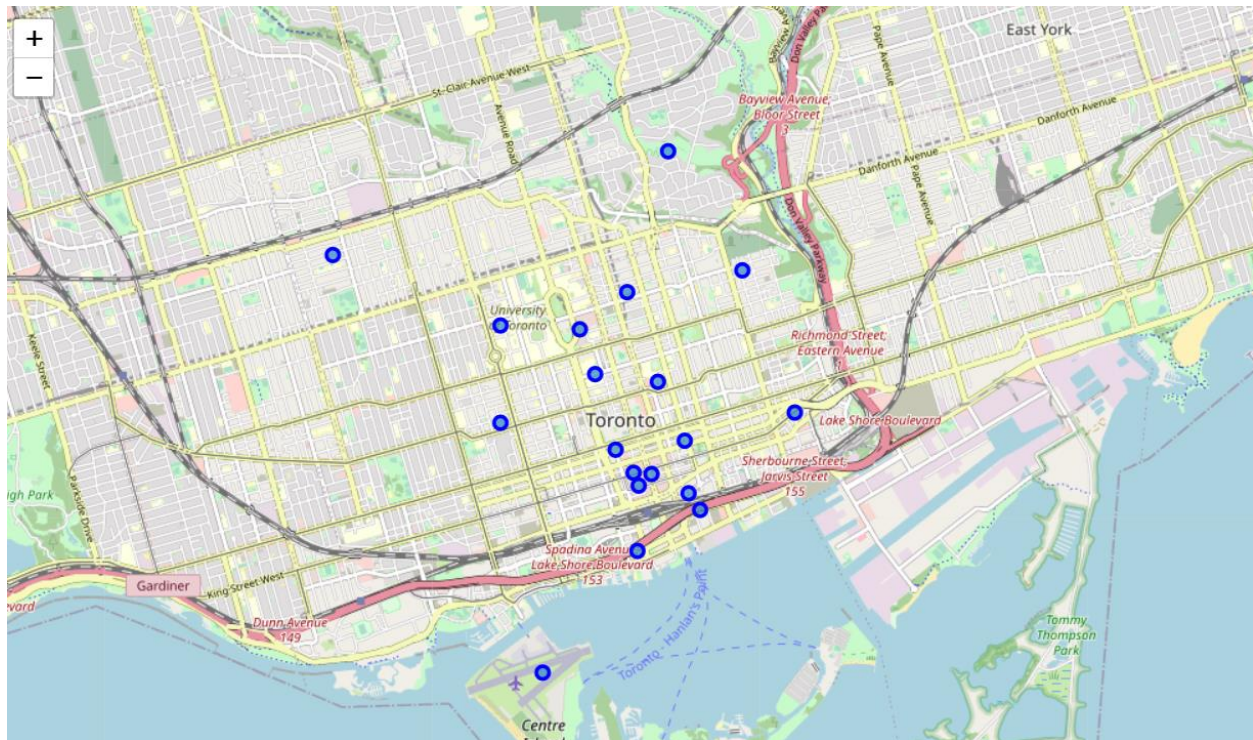 +
−
East York
St-Clair Avenue West
Avenue Road
Bayview Avenue,
Bloor Street
3
Don Valley Parkway
Pape Avenue
Danforth Avenue
Danforth Avenue
Pape Avenue
Don Valley Parkway
University
of Toronto
Keele Street
Richmond Street,
Eastern Avenue
Toronto
Lake Shore Boulevard
Sherbourne Street,
Jarvis Street
155
Parkside Drive
Spadina Avenue
Lake Shore Boulevard
153
Gardiner
King Street West
Dunn Avenue
149
Toronto - Hanlan's Point
Tommy
Thompson
Park
Centre